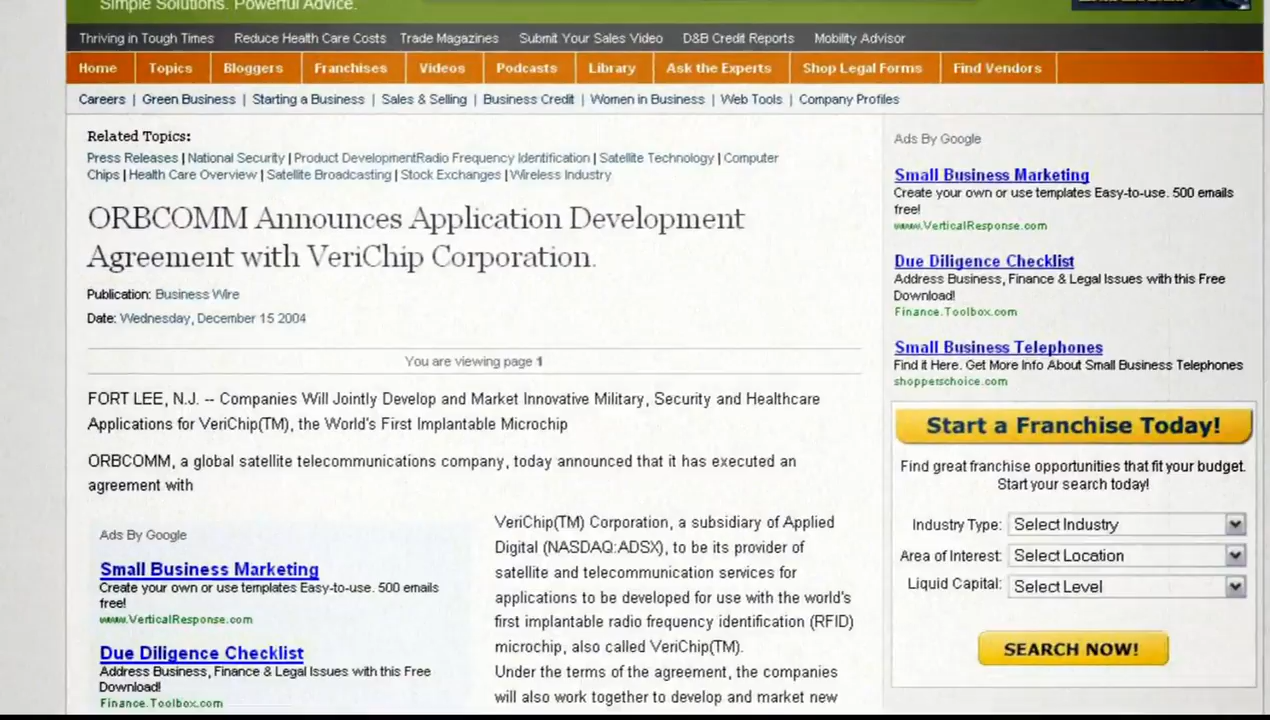 Simple Solutions. Powerful Advice.
Thriving in Tough Times Reduce Health Care Costs Trade Magazines Submit Your Sales Video D&B Credit Reports Mobility Advisor
Home Topics Bloggers Franchises Videos Podcasts Library Ask the Experts Shop Legal Forms Find Vendors
Careers | Green Business | Starting a Business | Sales & Selling | Business Credit | Women in Business | Web Tools | Company Profiles
Related Topics:
Press Releases | National Security | Product DevelopmentRadio Frequency Identification | Satellite Technology | Computer
Chips | Health Care Overview | Satellite Broadcasting | Stock Exchanges | Wireless Industry
ORBCOMM Announces Application Development
Agreement with VeriChip Corporation.
Publication: Business Wire
Date: Wednesday, December 15 2004
You are viewing page 1
FORT LEE, N.J. -- Companies Will Jointly Develop and Market Innovative Military, Security and Healthcare
Applications for VeriChip(TM), the World's First Implantable Microchip
ORBCOMM, a global satellite telecommunications company, today announced that it has executed an
agreement with
Ads By Google
Small Business Marketing
Create your own or use templates Easy-to-use. 500 emails
free!
www.VerticalResponse.com
Due Diligence Checklist
Address Business, Finance & Legal Issues with this Free
Download!
Finance.Toolbox.com
VeriChip(TM) Corporation, a subsidiary of Applied
Digital (NASDAQ:ADSX), to be its provider of
satellite and telecommunication services for
applications to be developed for use with the world's
first implantable radio frequency identification (RFID)
microchip, also called VeriChip(TM).
Under the terms of the agreement, the companies
will also work together to develop and market new
Ads By Google
Small Business Marketing
Create your own or use templates Easy-to-use. 500 emails
free!
www.VerticalResponse.com
Due Diligence Checklist
Address Business, Finance & Legal Issues with this Free
Download!
Finance.Toolbox.com
Small Business Telephones
Find it Here. Get More Info About Small Business Telephones
shopperschoice.com
Start a Franchise Today!
Find great franchise opportunities that fit your budget.
Start your search today!
Industry Type: Select Industry
Area of Interest: Select Location
Liquid Capital: Select Level
SEARCH NOW!